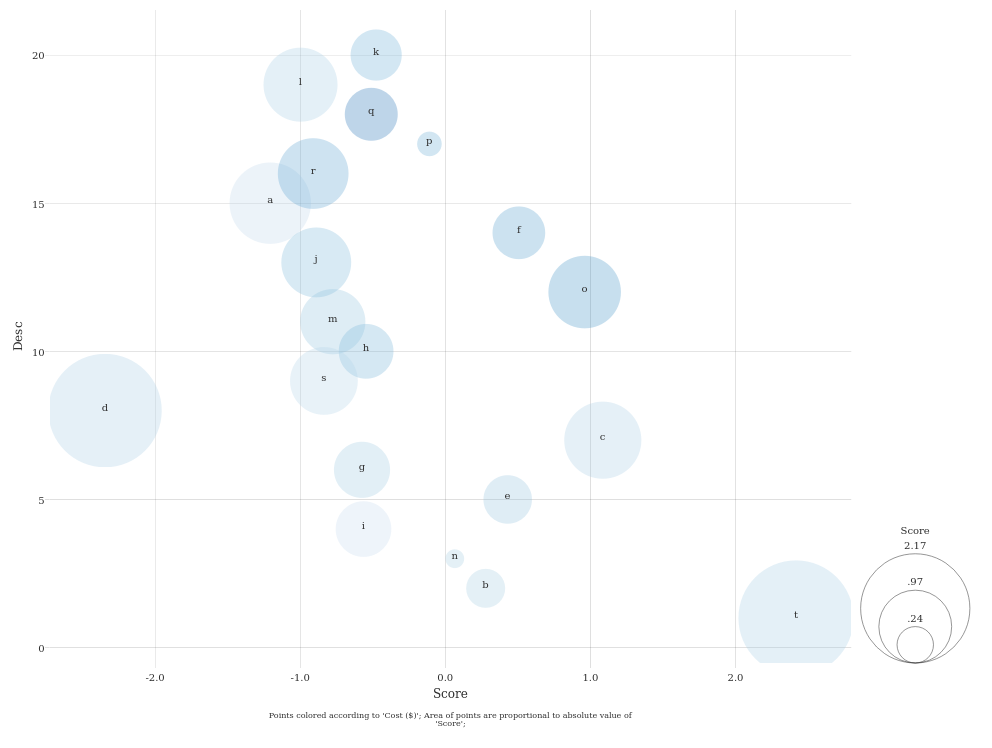 20
k
l
q
p
r
15
a
f
j
o
m
h
Desc
10
s
d
c
g
5
e
i
n
b
t
0
-2.0
-1.0
0.0
1.0
2.0
Score
Score
2.17
.97
.24
Points colored according to 'Cost ($)'; Area of points are proportional to absolute value of
'Score';